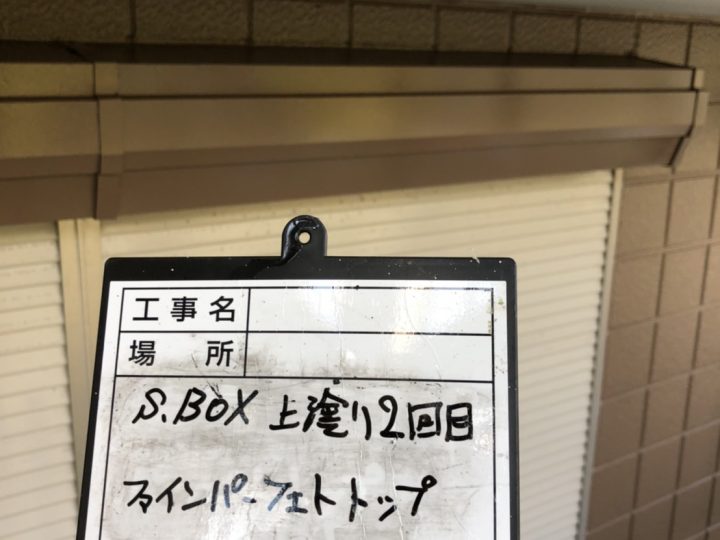 工事名
場所
S.BOX 上塗り2回目
ファインパーフェトトップ